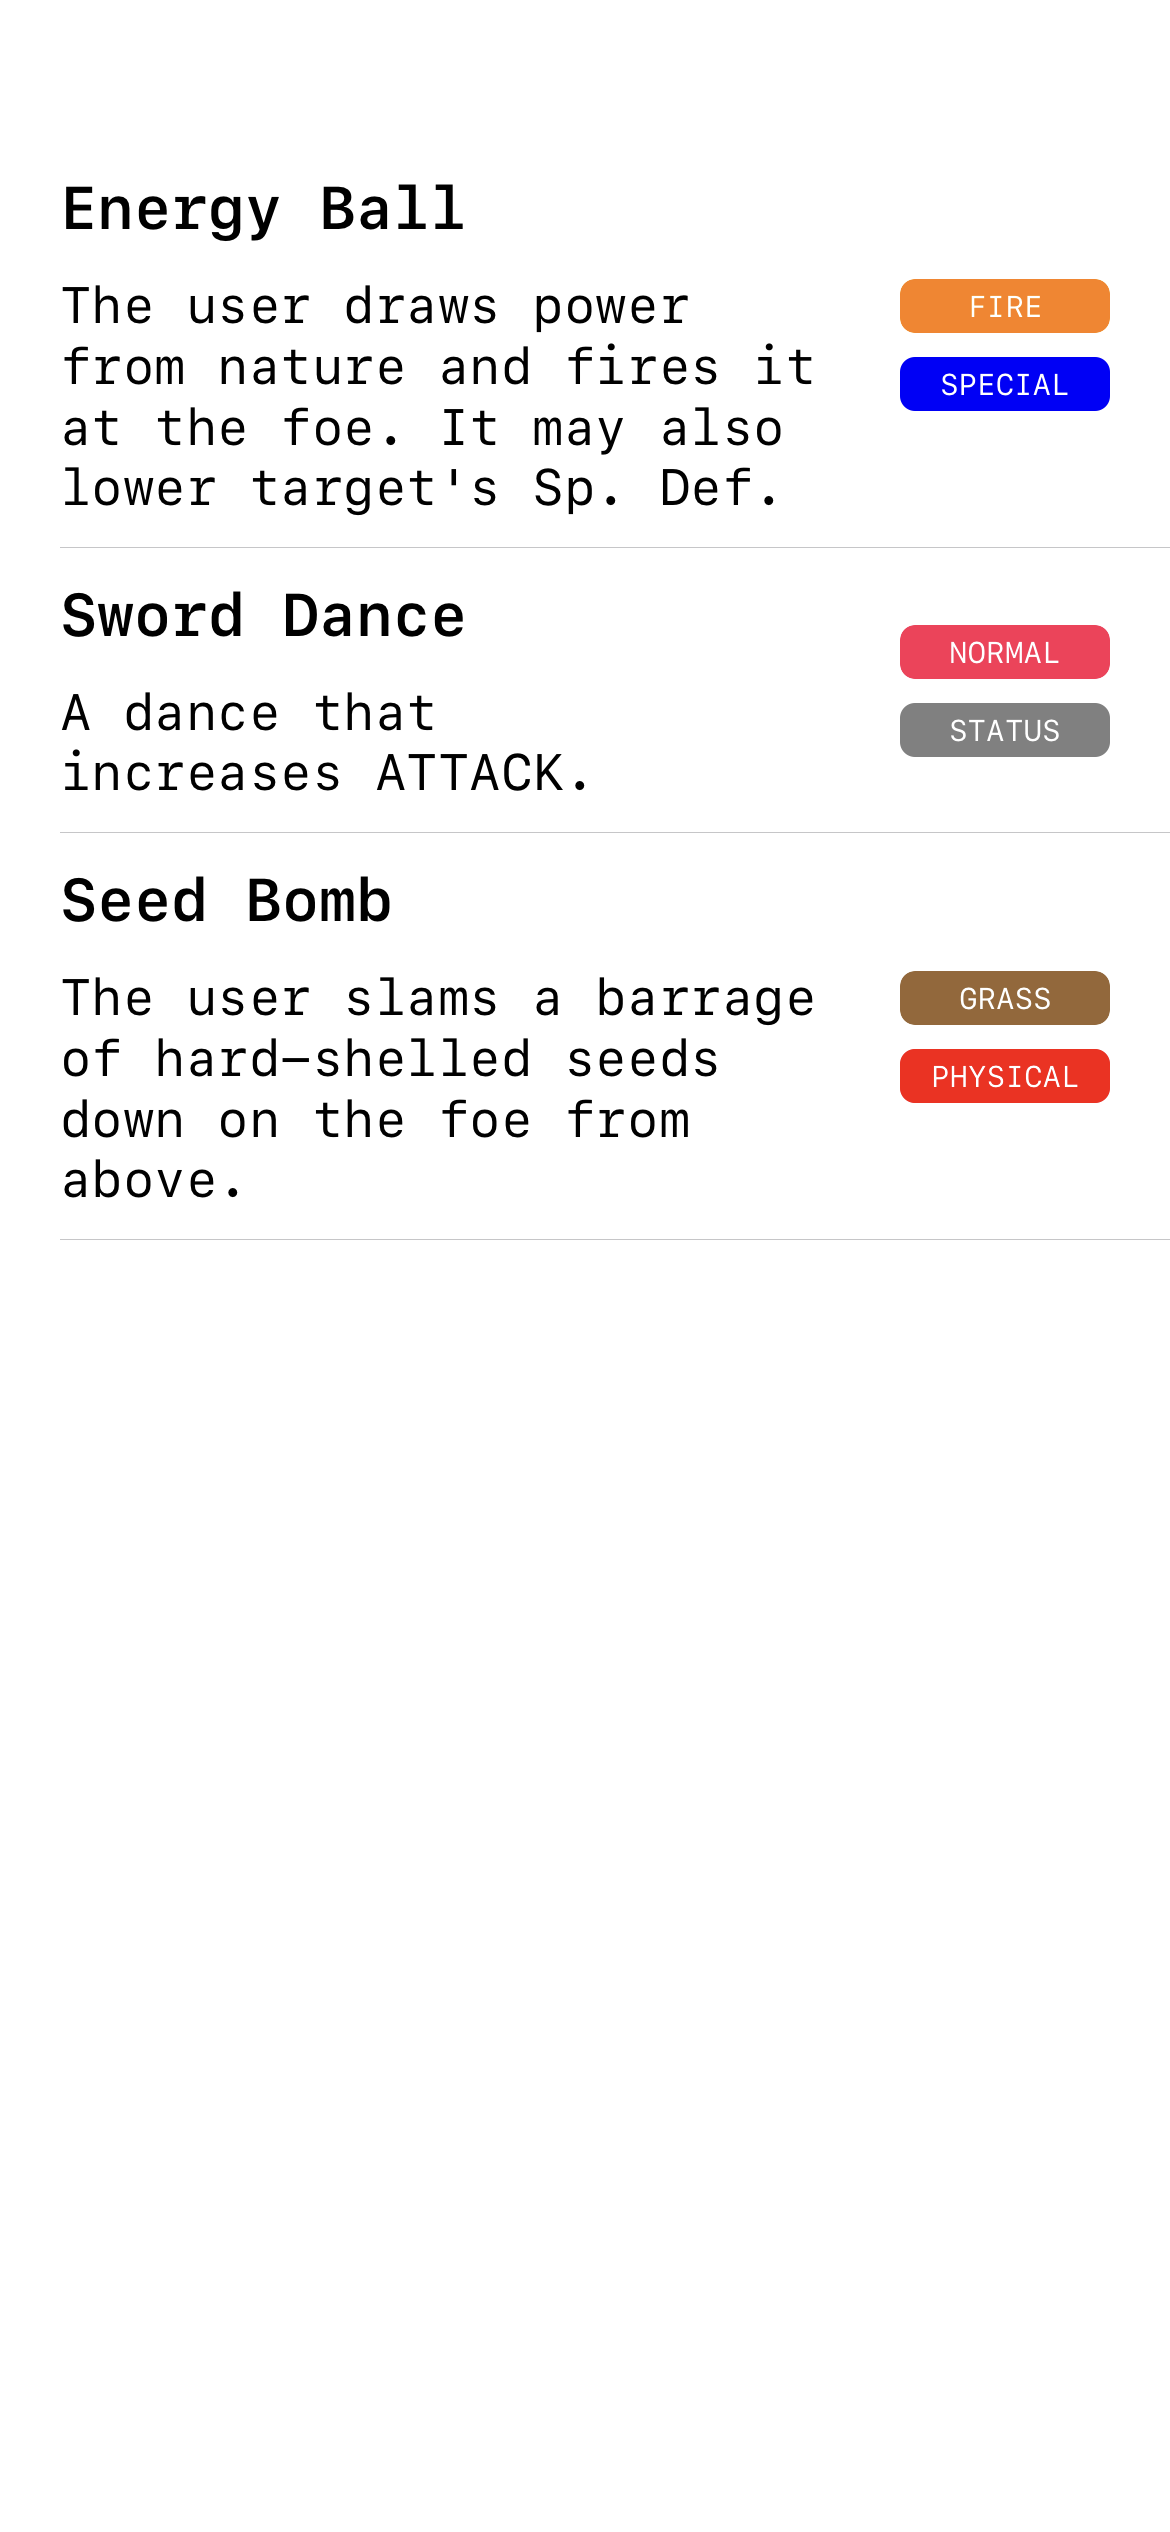 Energy Ball
The user draws power
from nature and fires it
at the foe. It may also
lower target's Sp. Def.
FIRE
SPECIAL
Sword Dance
A dance that
increases ATTACK.
NORMAL
STATUS
Seed Bomb
The user slams a barrage
of hard-shelled seeds
down on the foe from
above.
GRASS
PHYSICAL